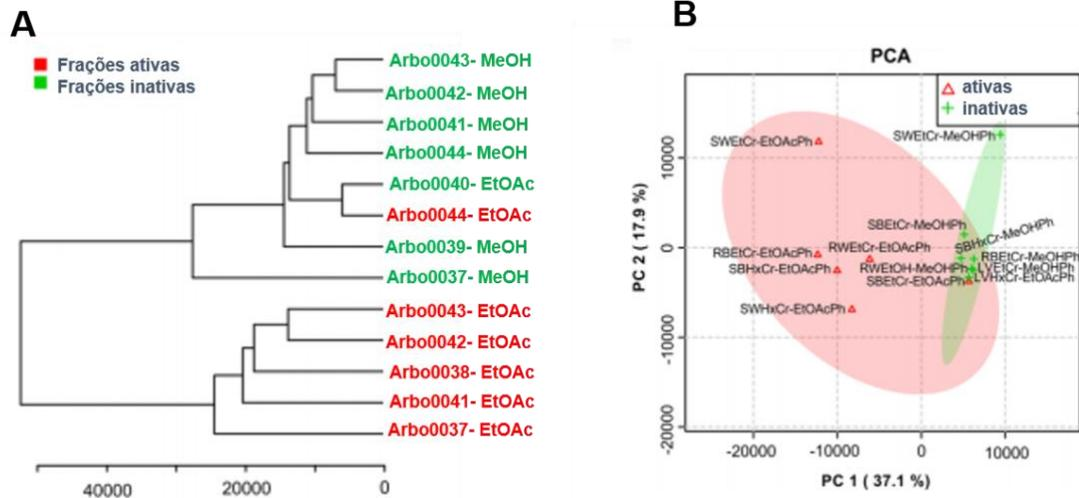 A
Frações ativas
Frações inativas
Arbo0043- MeOH
Arbo0042- MeOH
Arbo0041- MeOH
Arbo0044- MeOH
Arbo0040- EtOAc
Arbo0044- EtOAc
Arbo0039- MeOH
Arbo0037- MeOH
Arbo0043- EtOAc
Arbo0042- EtOAc
Arbo0038- EtOAc
Arbo0041- EtOAc
Arbo0037- EtOAc
40000 20000 0
B
PCA
ativas
inativas
SWEtCr-EtOAcPh
SWEtCr-MeOHPh
SBEtCr-MeOHPh
SBHxCr-MeOHPh
RBEtCr-EtOAcPh
RWEtCr-EtOAcPh
RBEtCr-MeOHPh
SBHxCr-EtOAcPh
RWEtOH-MeOHPh
LVEtCr-MeOHPh
SBEtCr-EtOAcPh
LVHxCr-EtOAcPh
SWHxCr-EtOAcPh
PC 2 ( 17.9 %)
10000
0
-10000
-20000
-20000 -10000 0 10000
PC 1 ( 37.1 %)